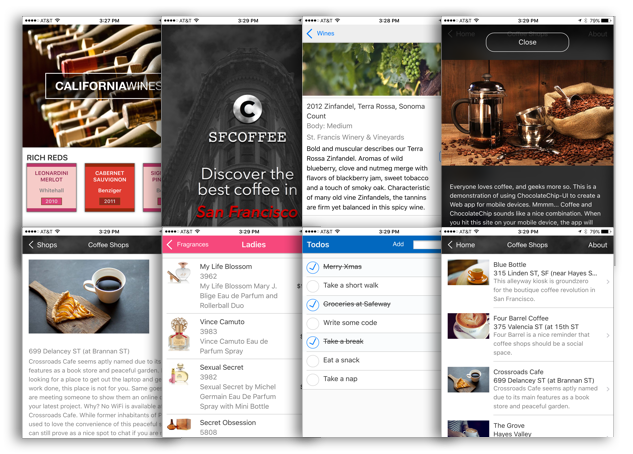 AT&T 3:27 PM
CALIFORNIAWINES
RICH REDS
LEONARDINI
MERLOT
Whitehall
2010
CABERNET
SAUVIGNON
Benziger
2011
PIN
AT&T 3:29 PM
C
SFCOFFEE
Discover the
best coffee in
San Francisco
AT&T 3:28 PM
Wines
2012 Zinfandel, Terra Rossa, Sonoma
Count
Body: Medium
St. Francis Winery & Vineyards
Bold and muscular describes our Terra
Rossa Zinfandel. Aromas of wild
blueberry, clove and nutmeg merge with
flavors of blackberry jam, sweet tobacco
and a touch of smoky oak. Characteristic
of many old vine Zinfandels, the tannins
are firm yet balanced in this spicy wine.
AT&T 3:29 PM 79%
Home About
Close
Everyone loves coffee, and geeks more so. This is a
demonstration of using ChocolateChip-UI to create a
Web app for mobile devices. Mmmm... Coffee and
ChocolateChip sounds like a nice combination. When
you hit this site on your mobile device, the app will
AT&T 3:29 PM
Shops Coffee Shops
699 Delancey ST (at Brannan ST)
Crossroads Cafe seems aptly named due to its
features as a book store and peaceful garden.
looking for a place to get out the laptop and ge
work done, this place is not for you. Same goes
are meeting someone to show them an online
your latest project. Why? No WiFi is available a
Crossroads Cafe. While former inhabitants of
used to love the convenience of this peaceful s
can still prove as a nice spot to chat if you are
AT&T 3:29 PM
Fragrances Ladies
My Life Blossom
3962
My Life Blossom Mary J.
Blige Eau De Parfum and
Rollerball Duo
Vince Camuto
3983
Vince Camuto Eau De
Parfum Spray
Sexual Secret
3964
Sexual Secret by Michel
Germain Eau De Parfum
Spray with Mini Bottle
Secret Obsession
5808
AT&T 3:29 PM
Todos Add
Merry Xmas
Take a short walk
Groceries at Safeway
Write some code
Take a break
Eat a snack
Take a nap
AT&T 3:29 PM 79%
Home Coffee Shops About
Blue Bottle
315 Linden ST, SF (near Hayes S...
This alleyway kiosk is groundzero
for the boutique coffee revolution in
San Francisco.
Four Barrel Coffee
375 Valencia ST (at 15th ST
Four Barrel is a nice reminder that
coffee shops should be a social
space.
Crossroads Cafe
699 Delancey ST (at Brannan ST)
Crossroads Cafe seems aptly named
due to its main features as a book
store and peaceful garden.
The Grove
Hayes Valley